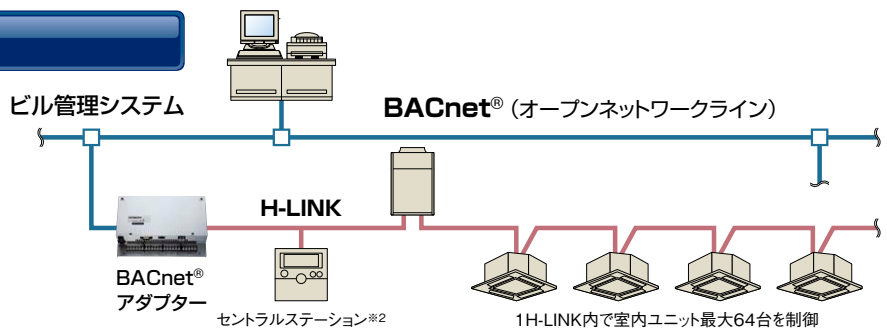 ビル管理システム
BACnet® (オープンネットワークライン)
H-LINK
BACnet®
アダプター
セントラルステーション※2
1H-LINK内で室内ユニット最大64台を制御